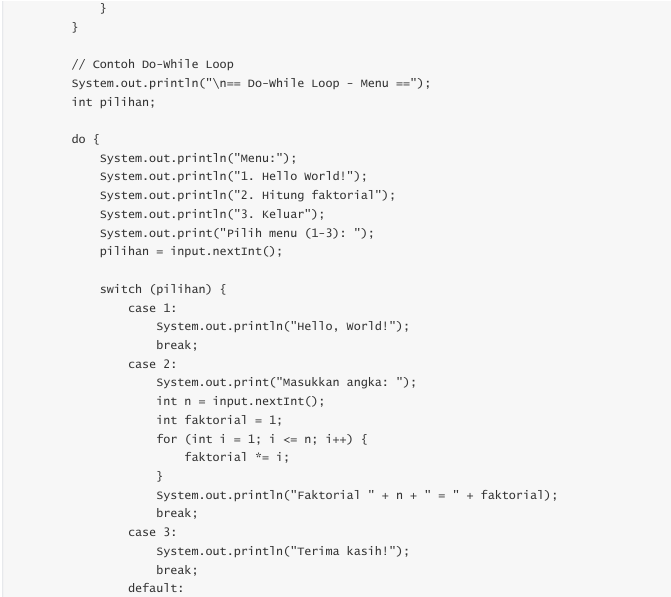 }
        }

        // Contoh Do-While Loop
        System.out.println("\n== Do-While Loop - Menu ==");
        int pilihan;

        do {
            System.out.println("Menu:");
            System.out.println("1. Hello World!");
            System.out.println("2. Hitung faktorial");
            System.out.println("3. Keluar");
            System.out.print("Pilih menu (1-3): ");
            pilihan = input.nextInt();

            switch (pilihan) {
                case 1:
                    System.out.println("Hello, World!");
                    break;
                case 2:
                    System.out.print("Masukkan angka: ");
                    int n = input.nextInt();
                    int faktorial = 1;
                    for (int i = 1; i <= n; i++) {
                        faktorial *= i;
                    }
                    System.out.println("Faktorial " + n + " = " + faktorial);
                    break;
                case 3:
                    System.out.println("Terima kasih!");
                    break;
                default: